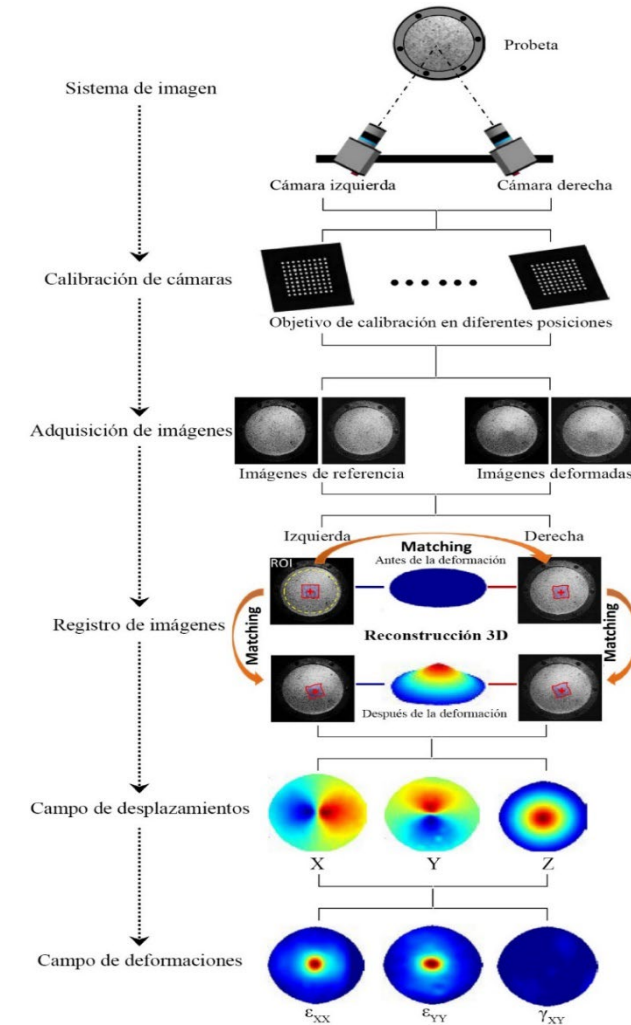 Probeta
Sistema de imagen
Cámara izquierda
Cámara derecha
Calibración de cámaras
Objetivo de calibración en diferentes posiciones
Adquisición de imágenes
Imágenes de referencia
Imágenes deformadas
Izquierda
Derecha
Matching
Antes de la deformación
ROI
Matching
Registro de imágenes
Reconstrucción 3D
Matching
Después de la deformación
Campo de desplazamientos
X
Y
Z
Campo de deformaciones
εXX
εYY
γXY